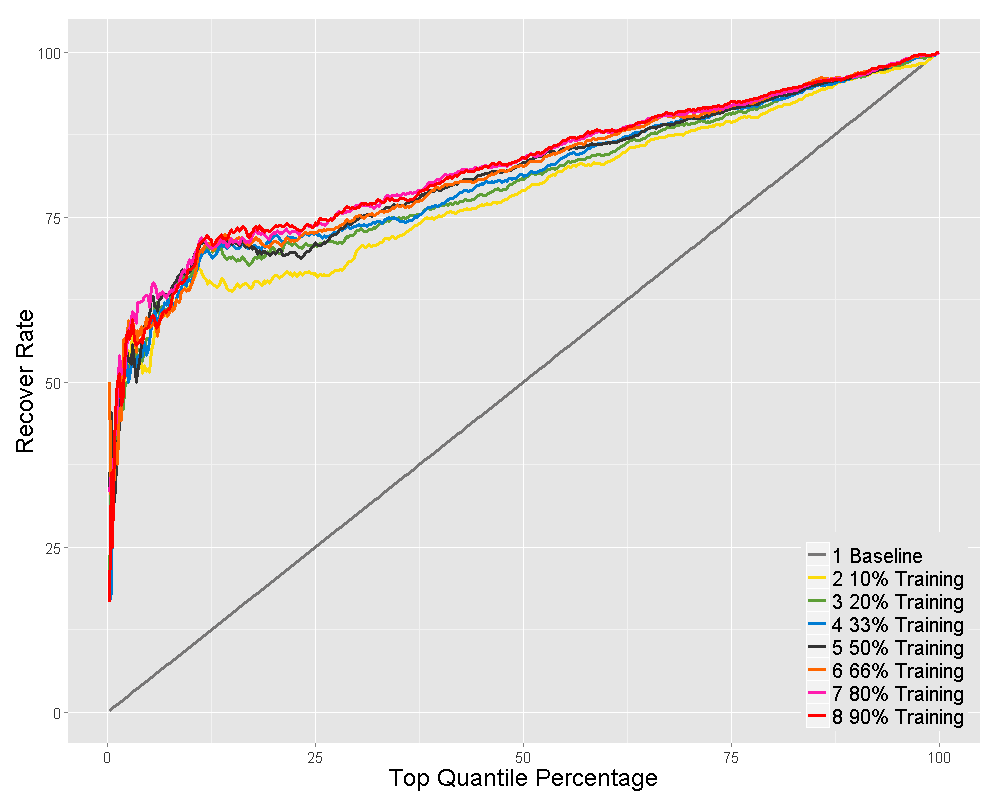 100
75
50
25
0
Recover Rate
0 25 50 75 100
Top Quantile Percentage
1 Baseline
2 10% Training
3 20% Training
4 33% Training
5 50% Training
6 66% Training
7 80% Training
8 90% Training